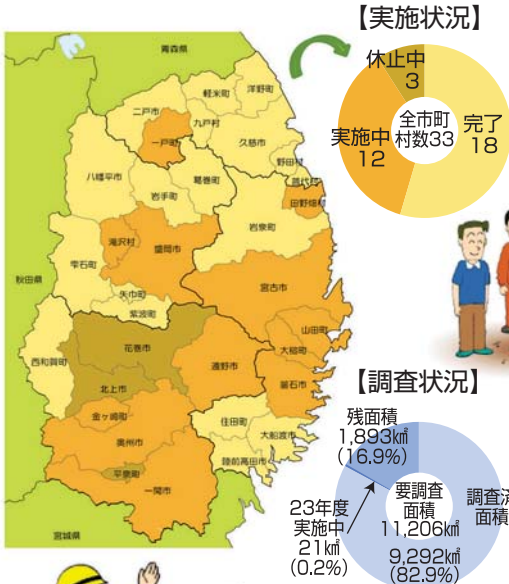 【実施状況】
休止中
3
全市町
村数33
完了
18
実施中
12
青森県
秋田県
宮城県
洋野町
軽米町
二戸市
九戸村
一戸町
久慈市
野田村
普代村
田野畑村
八幡平市
葛巻町
岩手町
岩泉町
滝沢村
盛岡市
雫石町
宮古市
矢巾町
紫波町
山田町
花巻市
大槌町
西和賀町
遠野市
釜石市
北上市
金ヶ崎町
住田町
奥州市
大船渡市
陸前高田市
平泉町
一関市
【調査状況】
残面積
1,893㎢
(16.9%)
要調査
面積
11,206㎢
調査済
面積
9,292㎢
(82.9%)
23年度
実施中
21㎢
(0.2%)